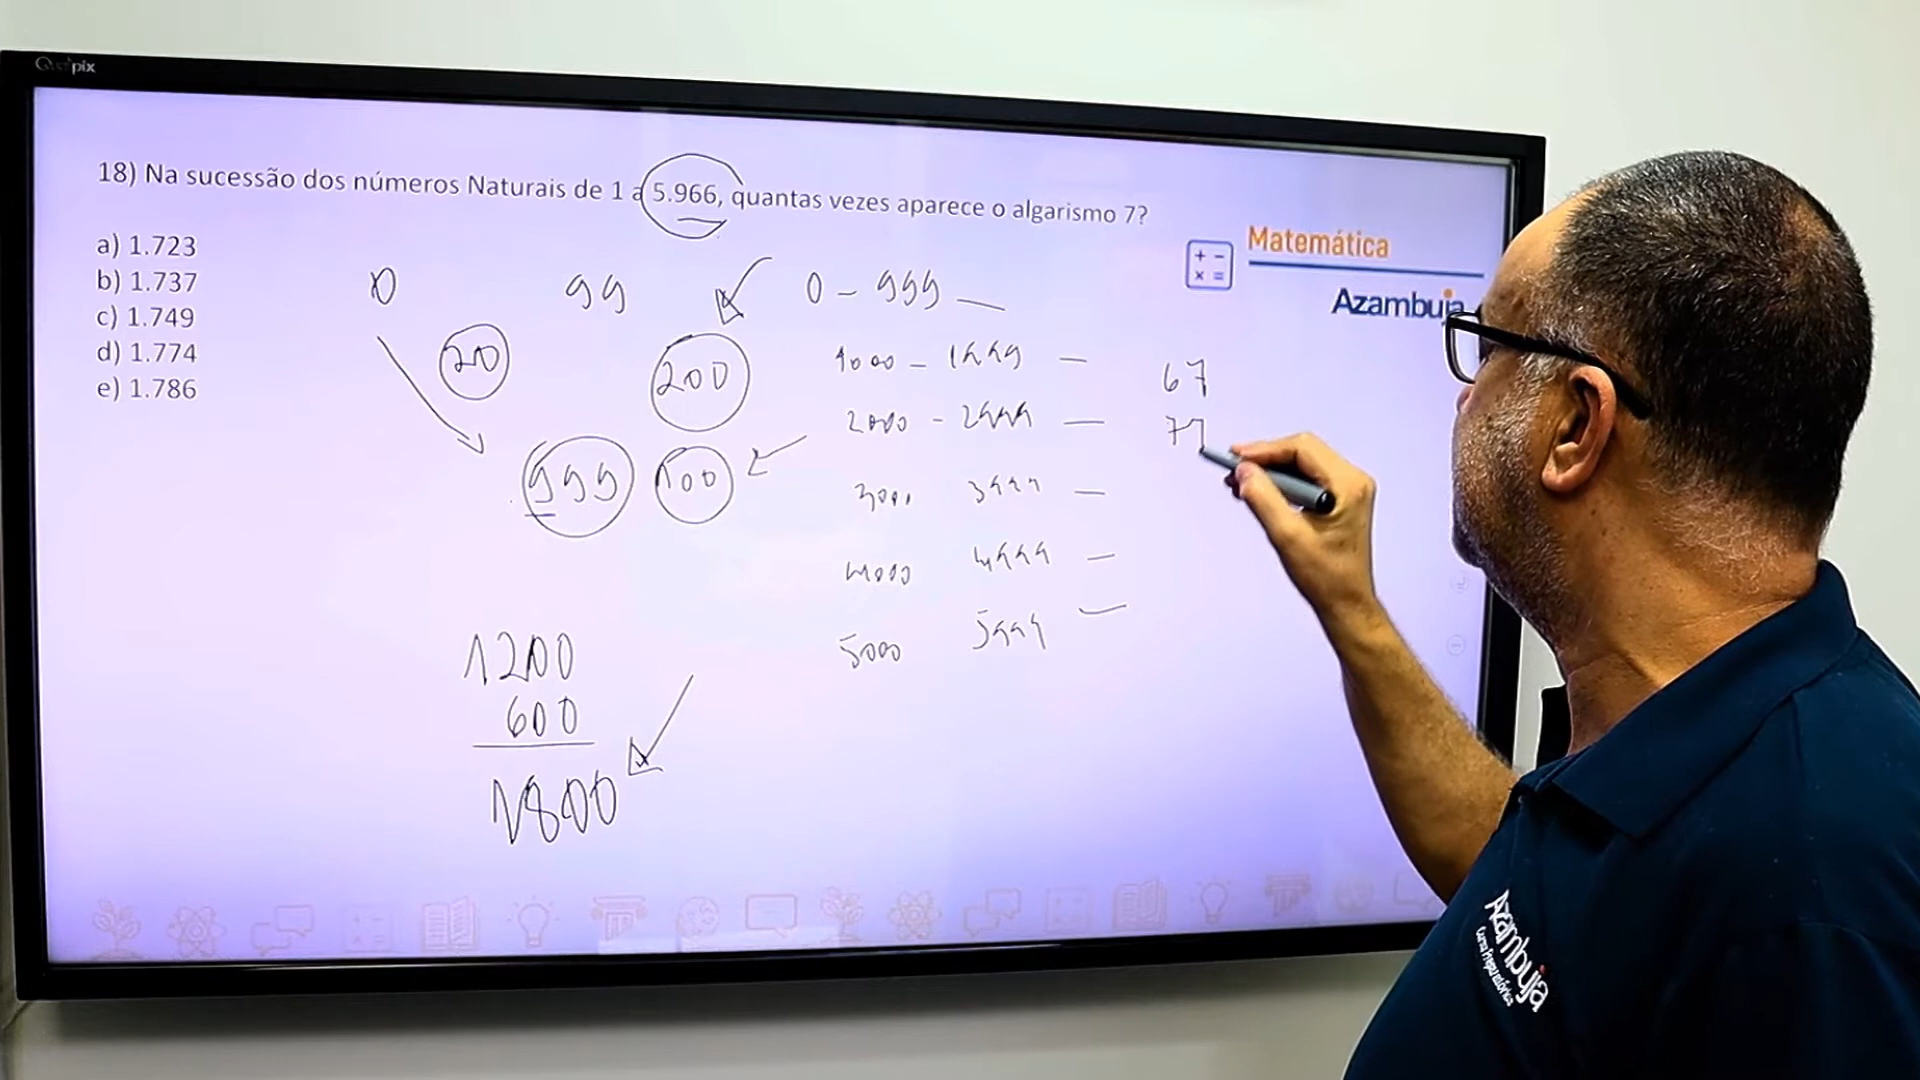 18) Na sucessão dos números Naturais de 1 a 5.966, quantas vezes aparece o algarismo 7?
a) 1.723
b) 1.737
c) 1.749
d) 1.774
e) 1.786
Matemática
Azambuja
0 99 0 - 999 —
20 200 1000 - 1999 — 67
2000 - 2999 — 77
999 100 3000 3999 —
4000 4999 —
5000 5999 —
1200
600
1800
Azambuja